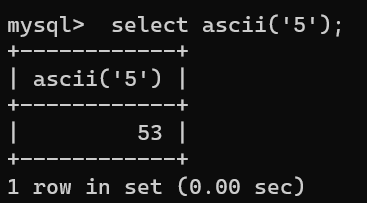 mysql>  select ascii('5');
+------------+
| ascii('5') |
+------------+
|         53 |
+------------+
1 row in set (0.00 sec)